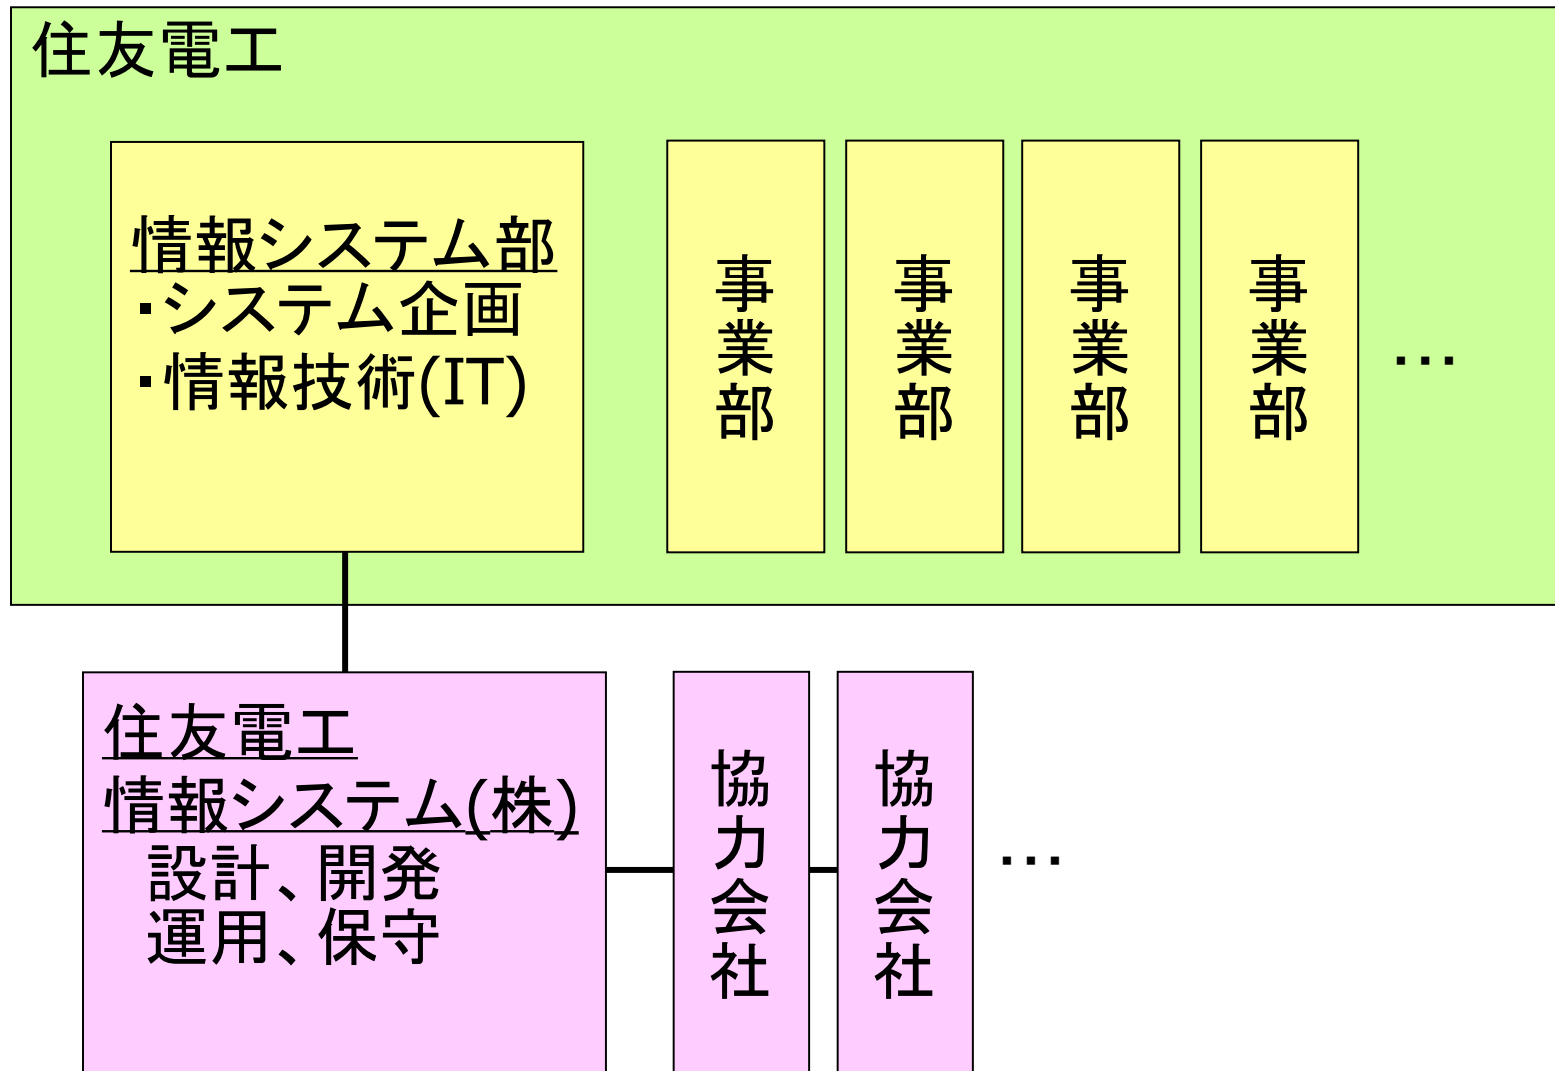 住友電工
情報システム部
・システム企画
・情報技術(IT)
事業部
事業部
事業部
事業部
…
住友電工
情報システム(株)
設計、開発
運用、保守
協力会社
協力会社
…